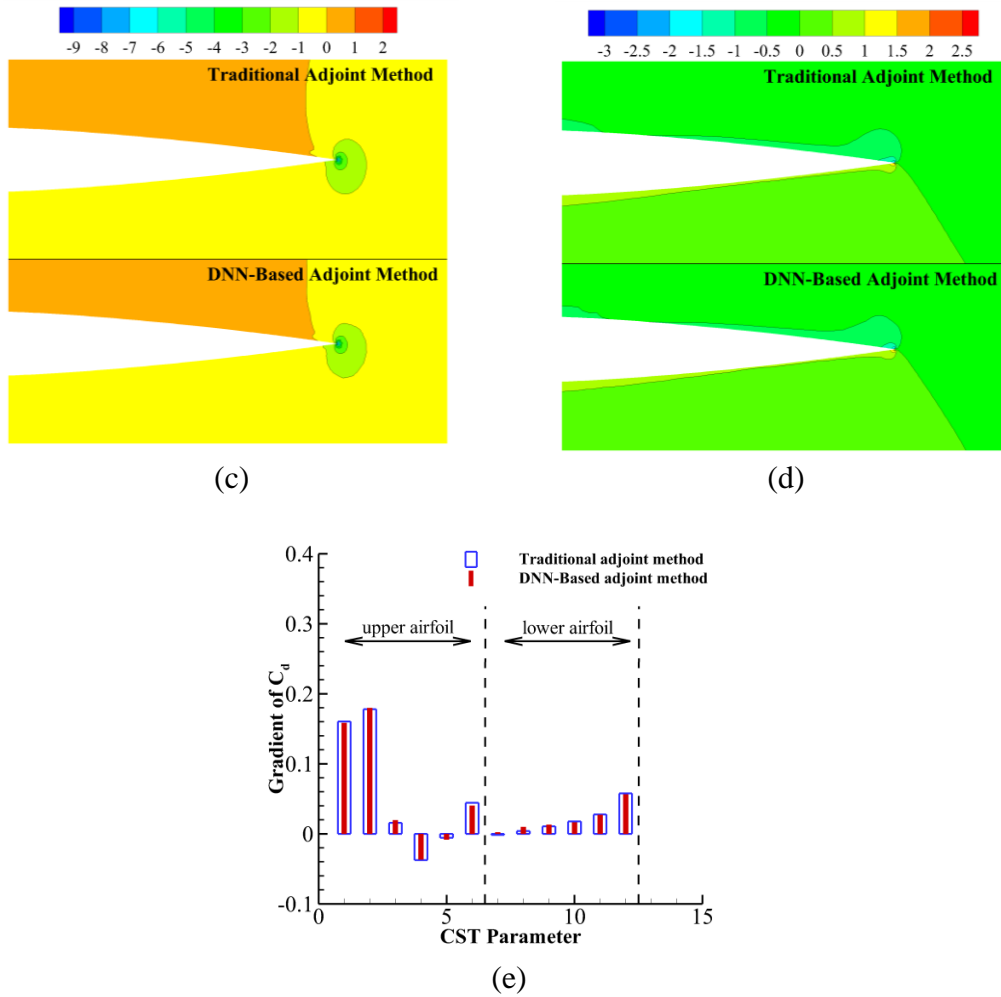 -9 -8 -7 -6 -5 -4 -3 -2 -1 0 1 2
Traditional Adjoint Method
DNN-Based Adjoint Method
(c)
-3 -2.5 -2 -1.5 -1 -0.5 0 0.5 1 1.5 2 2.5
Traditional Adjoint Method
DNN-Based Adjoint Method
(d)
Traditional adjoint method
DNN-Based adjoint method
upper airfoil
lower airfoil
Gradient of C_d
0.4
0.3
0.2
0.1
0
-0.1
0 5 10 15
CST Parameter
(e)